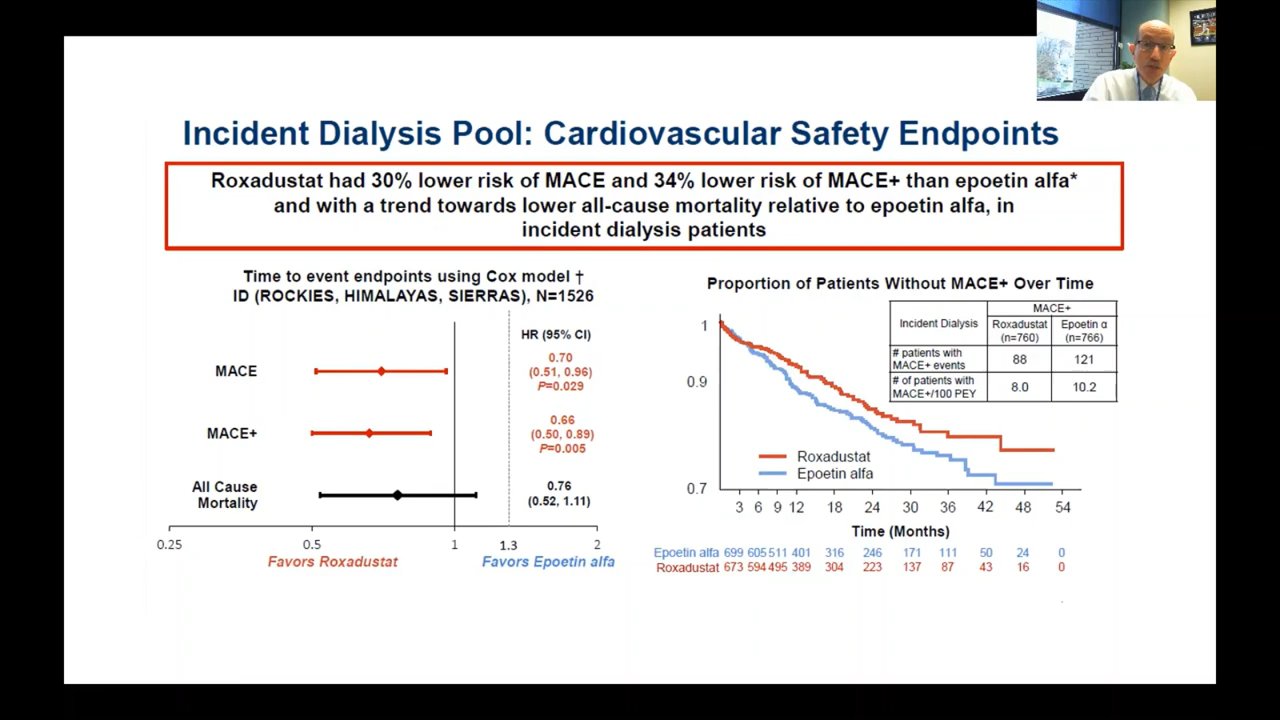 Incident Dialysis Pool: Cardiovascular Safety Endpoints
Roxadustat had 30% lower risk of MACE and 34% lower risk of MACE+ than epoetin alfa*
and with a trend towards lower all-cause mortality relative to epoetin alfa, in
incident dialysis patients
Time to event endpoints using Cox model †
ID (ROCKIES, HIMALAYAS, SIERRAS), N=1526
HR (95% CI)
MACE
0.70
(0.51, 0.96)
P=0.029
MACE+
0.66
(0.50, 0.89)
P=0.005
All Cause
Mortality
0.76
(0.52, 1.11)
0.25 0.5 1 1.3 2
Favors Roxadustat Favors Epoetin alfa
Proportion of Patients Without MACE+ Over Time
Incident Dialysis
MACE+
Roxadustat
(n=760)
Epoetin α
(n=766)
# patients with
MACE+ events
88 121
# of patients with
MACE+/100 PEY
8.0 10.2
1
0.9
0.7
Roxadustat
Epoetin alfa
3 6 9 12 18 24 30 36 42 48 54
Time (Months)
Epoetin alfa 699 605 511 401 316 246 171 111 50 24 0
Roxadustat 673 594 495 389 304 223 137 87 43 16 0